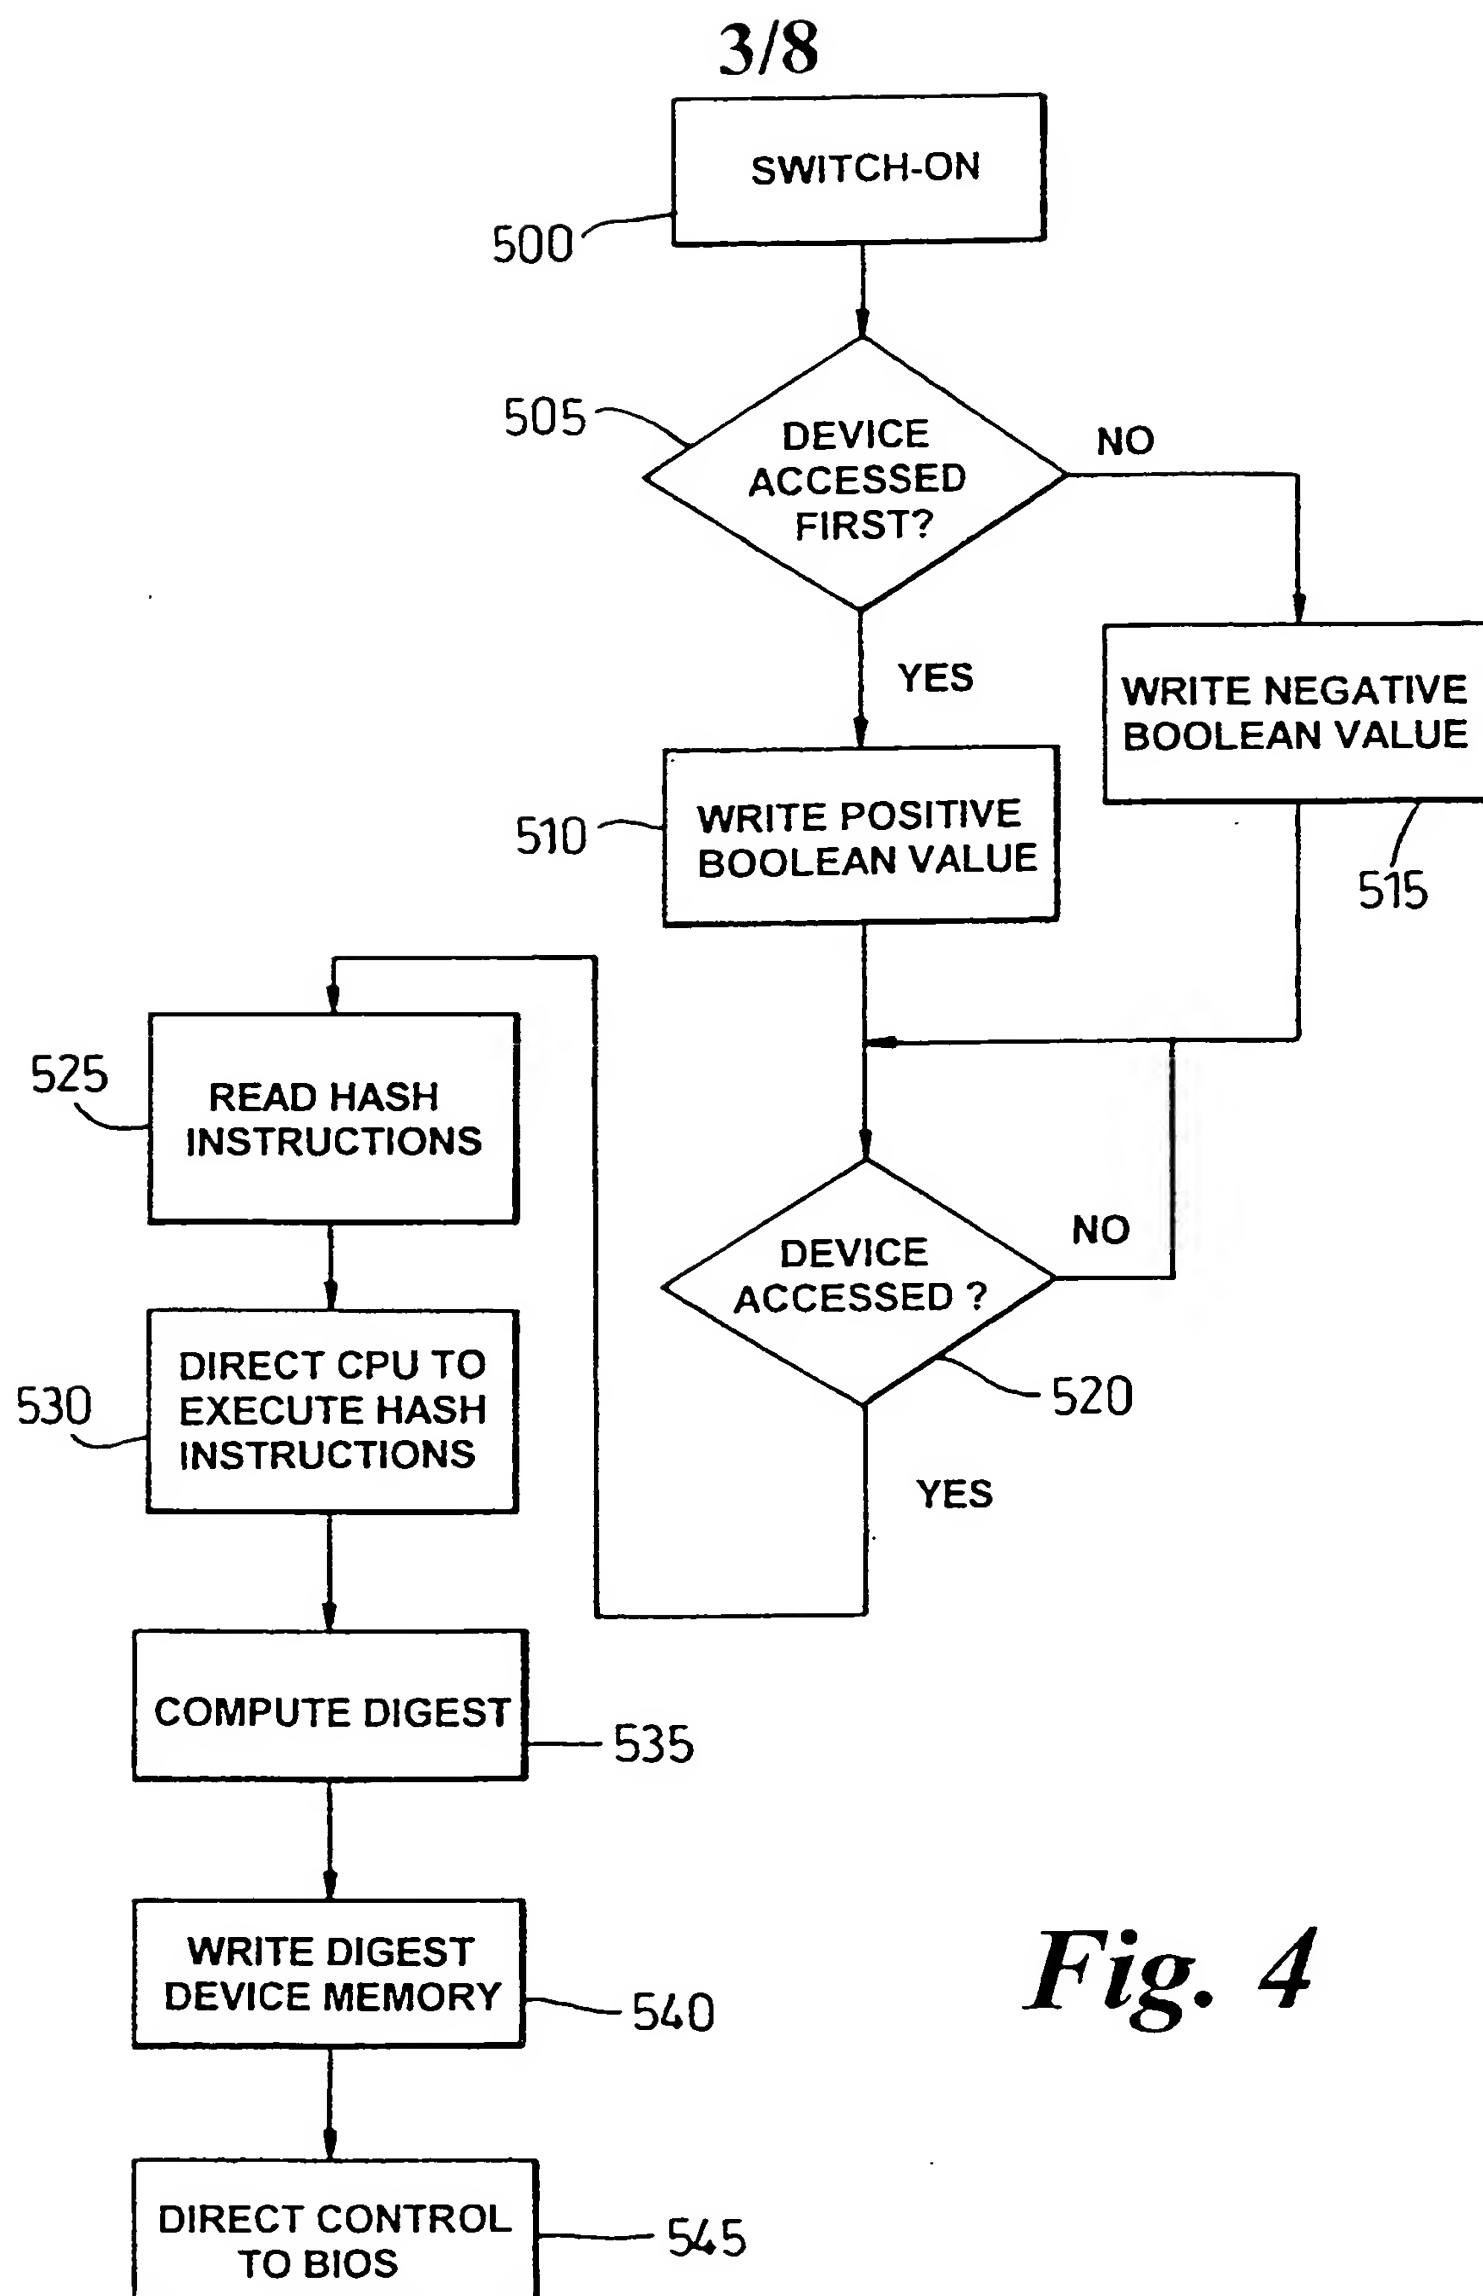 3/8
SWITCH-ON
500
505
DEVICE
ACCESSED
FIRST?
NO
YES
WRITE NEGATIVE
BOOLEAN VALUE
515
510
WRITE POSITIVE
BOOLEAN VALUE
525
READ HASH
INSTRUCTIONS
DEVICE
ACCESSED ?
NO
520
YES
530
DIRECT CPU TO
EXECUTE HASH
INSTRUCTIONS
COMPUTE DIGEST
535
WRITE DIGEST
DEVICE MEMORY
540
DIRECT CONTROL
TO BIOS
545
Fig. 4